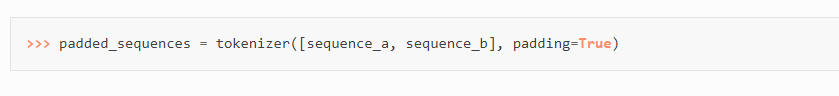 >>> padded_sequences = tokenizer([sequence_a, sequence_b], padding=True)